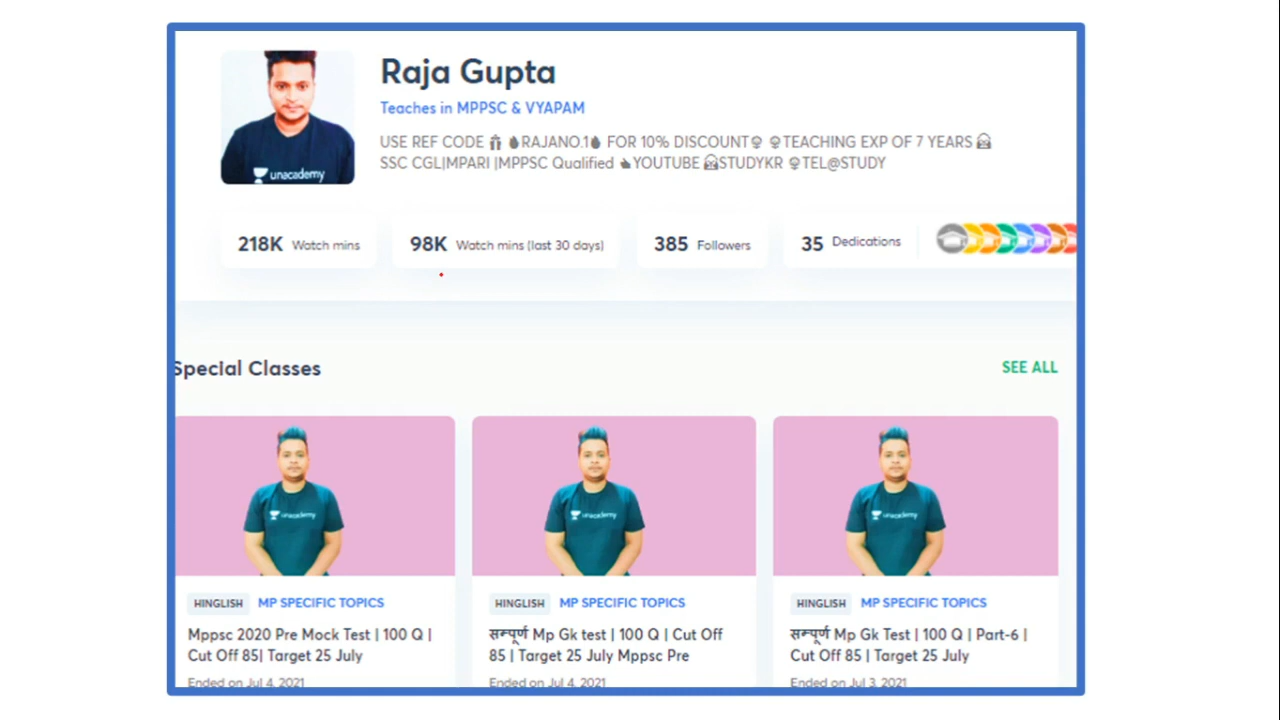 Raja Gupta
Teaches in MPPSC & VYAPAM
USE REF CODE RAJANO.1 FOR 10% DISCOUNT TEACHING EXP OF 7 YEARS
SSC CGL|MPARI |MPPSC Qualified YOUTUBE STUDYKR TEL@STUDY
unacademy
218K Watch mins 98K Watch mins (last 30 days) 385 Followers 35 Dedications
Special Classes SEE ALL
unacademy unacademy unacademy
HINGLISH MP SPECIFIC TOPICS HINGLISH MP SPECIFIC TOPICS HINGLISH MP SPECIFIC TOPICS
Mppsc 2020 Pre Mock Test | 100 Q |
Cut Off 85| Target 25 July
Ended on Jul 4, 2021
सम्पूर्ण Mp Gk test | 100 Q | Cut Off
85 | Target 25 July Mppsc Pre
Ended on Jul 4, 2021
सम्पूर्ण Mp Gk Test | 100 Q | Part-6 |
Cut Off 85 | Target 25 July
Ended on Jul 3, 2021